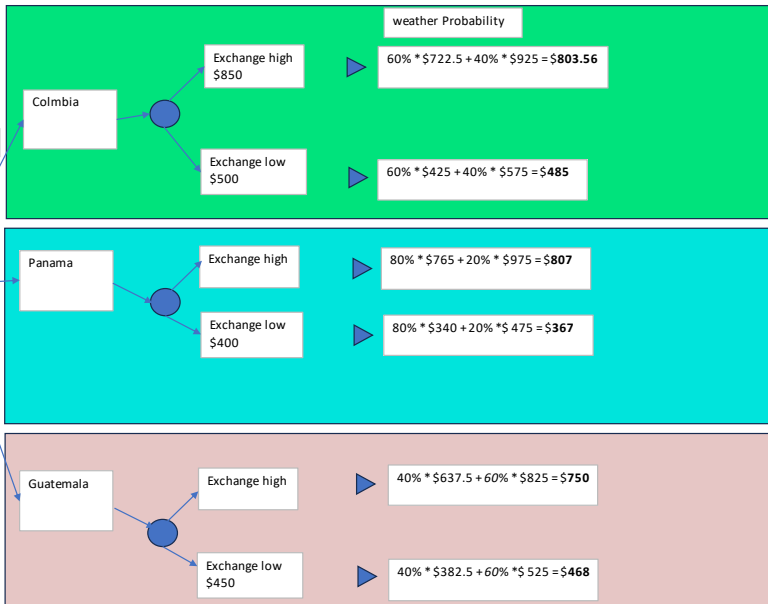 weather Probability
Exchange high
$850
60% * $722.5 + 40% * $925 = $803.56
Colmbia
Exchange low
$500
60% * $425 + 40% * $575 = $485
Panama
Exchange high
80% * $765 + 20% * $975 = $807
Exchange low
$400
80% * $340 + 20% *$ 475 = $367
Guatemala
Exchange high
40% * $637.5 + 60% * $825 = $750
Exchange low
$450
40% * $382.5 + 60% *$ 525 = $468